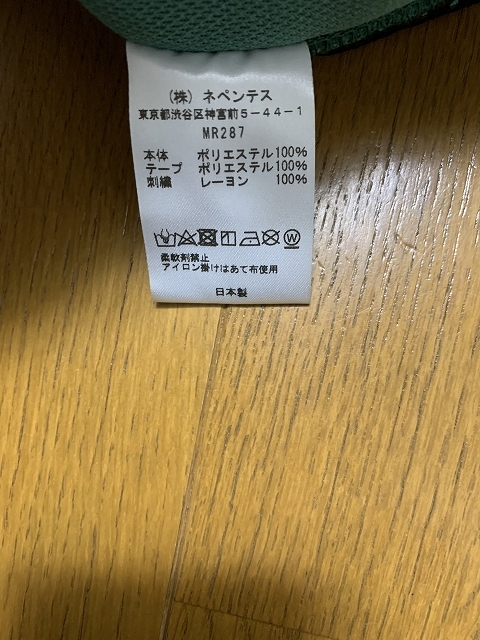 (株) ネペンテス
東京都渋谷区神宮前5-44-1
MR287
本体 ポリエステル100%
テープ ポリエステル100%
刺繍 レーヨン 100%
W
柔軟剤禁止
アイロン掛けはあて布使用
日本製